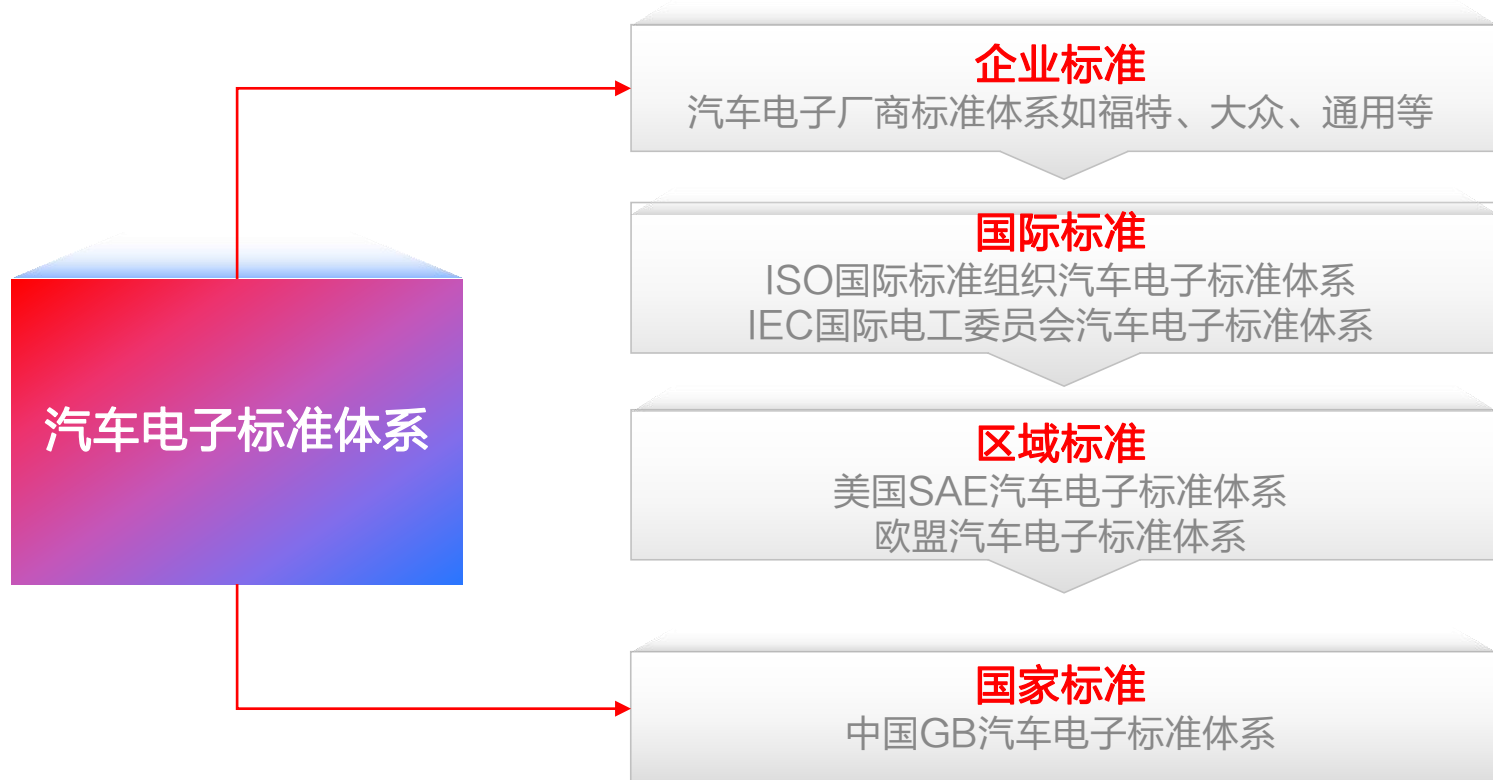 企业标准
汽车电子厂商标准体系如福特、大众、通用等
国际标准
ISO国际标准组织汽车电子标准体系
IEC国际电工委员会汽车电子标准体系
汽车电子标准体系
区域标准
美国SAE汽车电子标准体系
欧盟汽车电子标准体系
国家标准
中国GB汽车电子标准体系